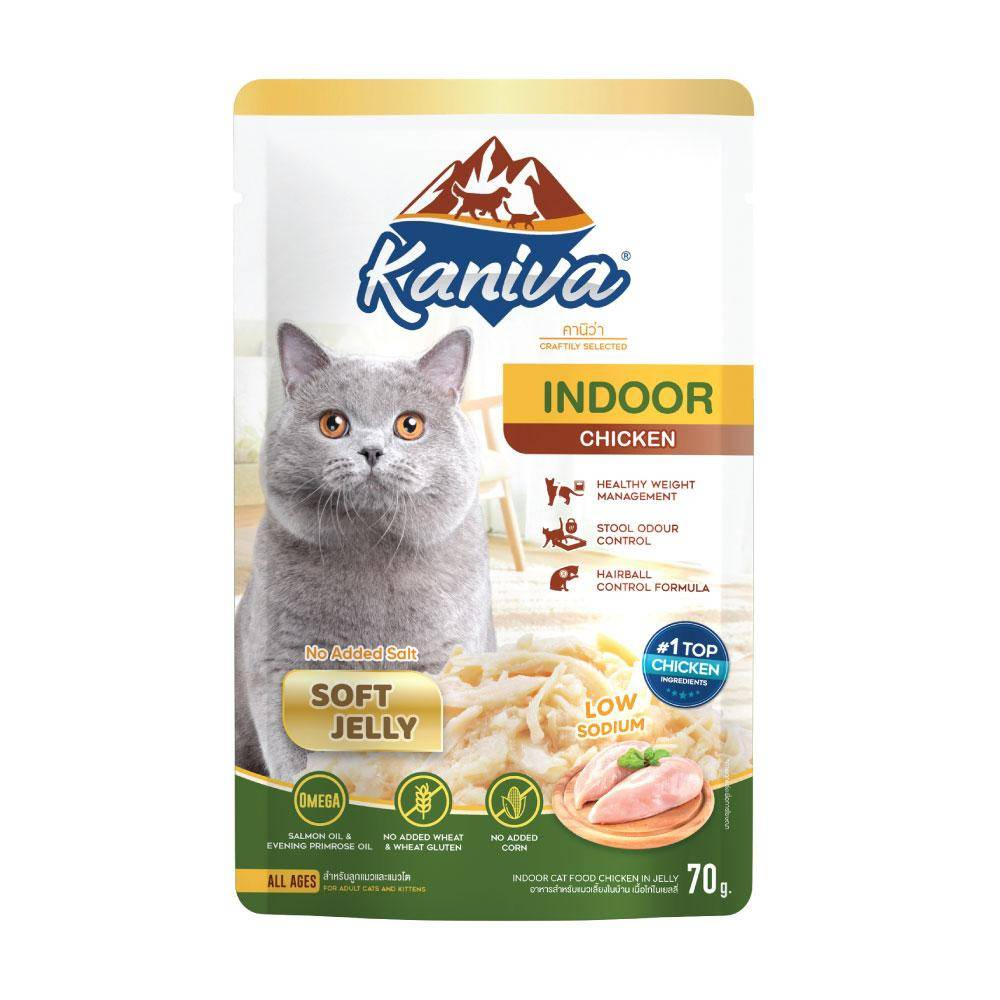 Kaniva®
คานิว่า
CRAFTILY SELECTED
INDOOR
CHICKEN
HEALTHY WEIGHT
MANAGEMENT
STOOL ODOUR
CONTROL
HAIRBALL
CONTROL FORMULA
#1 TOP
CHICKEN
INGREDIENTS
No Added Salt
SOFT
JELLY
LOW
SODIUM
OMEGA
SALMON OIL &
EVENING PRIMROSE OIL
NO ADDED WHEAT
& WHEAT GLUTEN
NO ADDED
CORN
ALL AGES
สำหรับลูกแมวและแมวโต
FOR ADULT CATS AND KITTENS
INDOOR CAT FOOD CHICKEN IN JELLY
อาหารสำหรับแมวเลี้ยงในบ้าน เนื้อไก่ในเยลลี่
70 g.